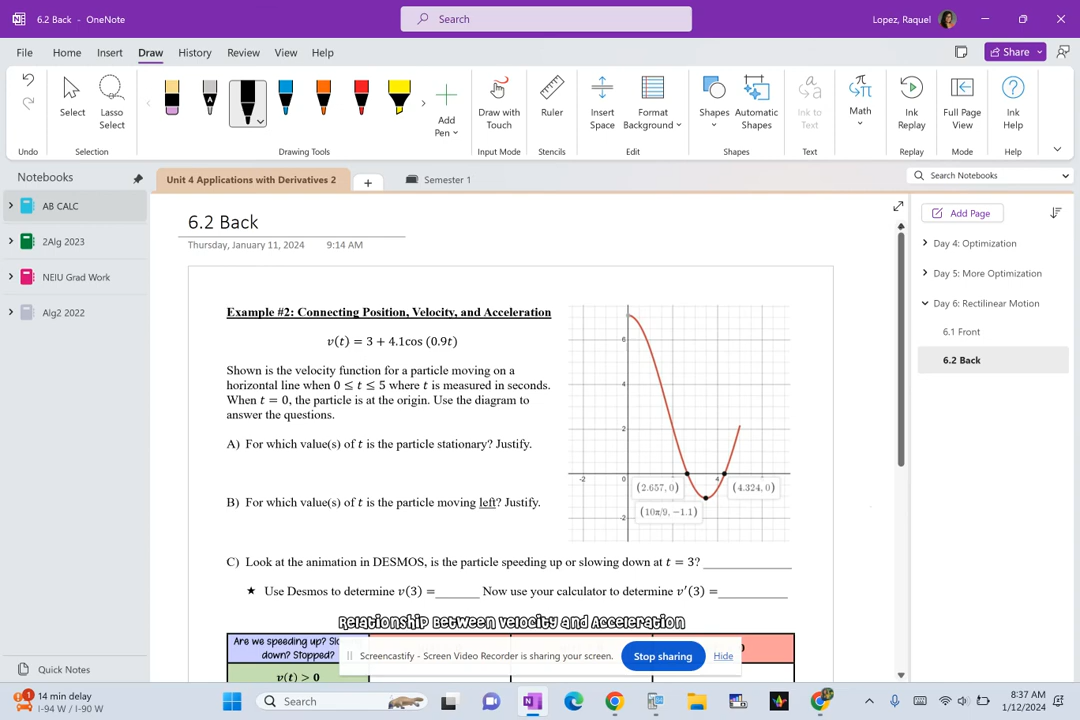 6.2 Back - OneNote
Search
Lopez, Raquel
File Home Insert Draw History Review View Help
Share
Select
Lasso Select
Add Pen
Draw with Touch
Ruler
Insert Space
Format Background
Shapes
Automatic Shapes
Ink to Text
Math
Ink Replay
Full Page View
Ink Help
Undo Selection Drawing Tools Input Mode Stencils Edit Shapes Text Replay Mode Help
Notebooks
Unit 4 Applications with Derivatives 2
Semester 1
Search Notebooks
AB CALC
2Alg 2023
NEIU Grad Work
Alg2 2022
Quick Notes
Add Page
Day 4: Optimization
Day 5: More Optimization
Day 6: Rectilinear Motion
6.1 Front
6.2 Back
6.2 Back
Thursday, January 11, 2024 9:14 AM
Example #2: Connecting Position, Velocity, and Acceleration
v(t) = 3 + 4.1cos (0.9t)
Shown is the velocity function for a particle moving on a
horizontal line when 0 ≤ t ≤ 5 where t is measured in seconds.
When t = 0, the particle is at the origin. Use the diagram to
answer the questions.
A) For which value(s) of t is the particle stationary? Justify.
B) For which value(s) of t is the particle moving left? Justify.
6
4
2
-2
0
4
-2
(2.657, 0)
(4.324, 0)
(10π/9, −1.1)
C) Look at the animation in DESMOS, is the particle speeding up or slowing down at t = 3? ____________
★ Use Desmos to determine v(3) =______ Now use your calculator to determine v′(3) =_________
Relationship Between Velocity and Acceleration
Are we speeding up?
down? Stopped?
v(t) > 0
Screencastify - Screen Video Recorder is sharing your screen.
Stop sharing
Hide
14 min delay
I-94 W / I-90 W
Search
8:37 AM
1/12/2024